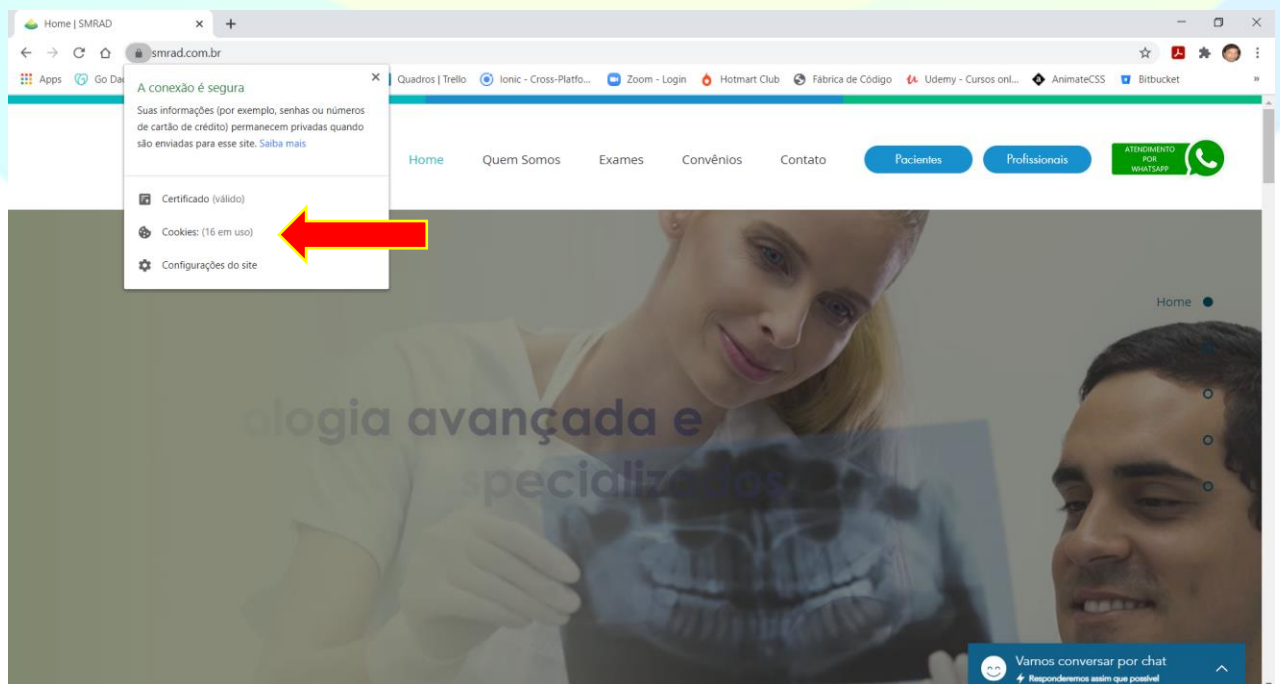 Home | SMRAD
smrad.com.br
Apps Go Da
Quadros | Trello Ionic - Cross-Platfo... Zoom - Login Hotmart Club Fábrica de Código Udemy - Cursos onl... AnimateCSS Bitbucket »
A conexão é segura
Suas informações (por exemplo, senhas ou números
de cartão de crédito) permanecem privadas quando
são enviadas para esse site. Saiba mais
Certificado (válido)
Cookies: (16 em uso)
Configurações do site
Home Quem Somos Exames Convênios Contato Pacientes Profissionais
ATENDIMENTO
POR
WHATSAPP
Home
ologia avançada e
specializados
Vamos conversar por chat
Responderemos assim que possível